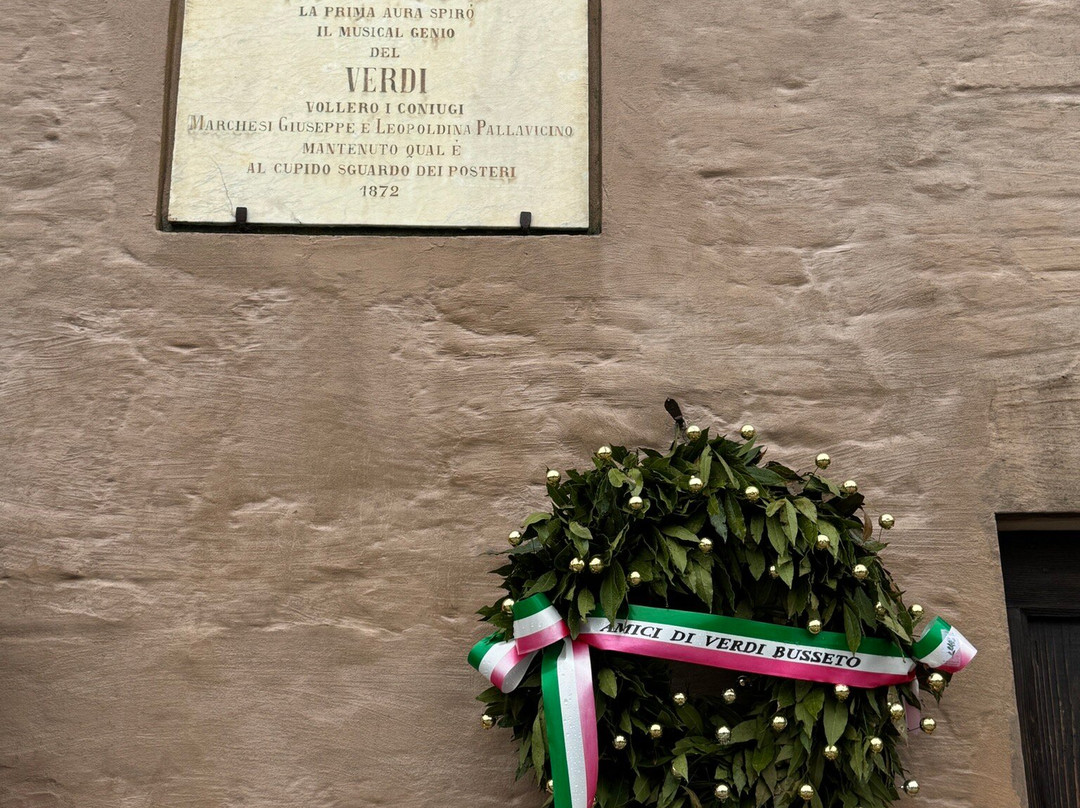 LA PRIMA AURA SPIRÒ
IL MUSICAL GENIO
DEL
VERDI
VOLLERO I CONIUGI
MARCHESI GIUSEPPE E LEOPOLDINA PALLAVICINO
MANTENUTO QUAL È
AL CUPIDO SGUARDO DEI POSTERI
1872
AMICI DI VERDI BUSSETO